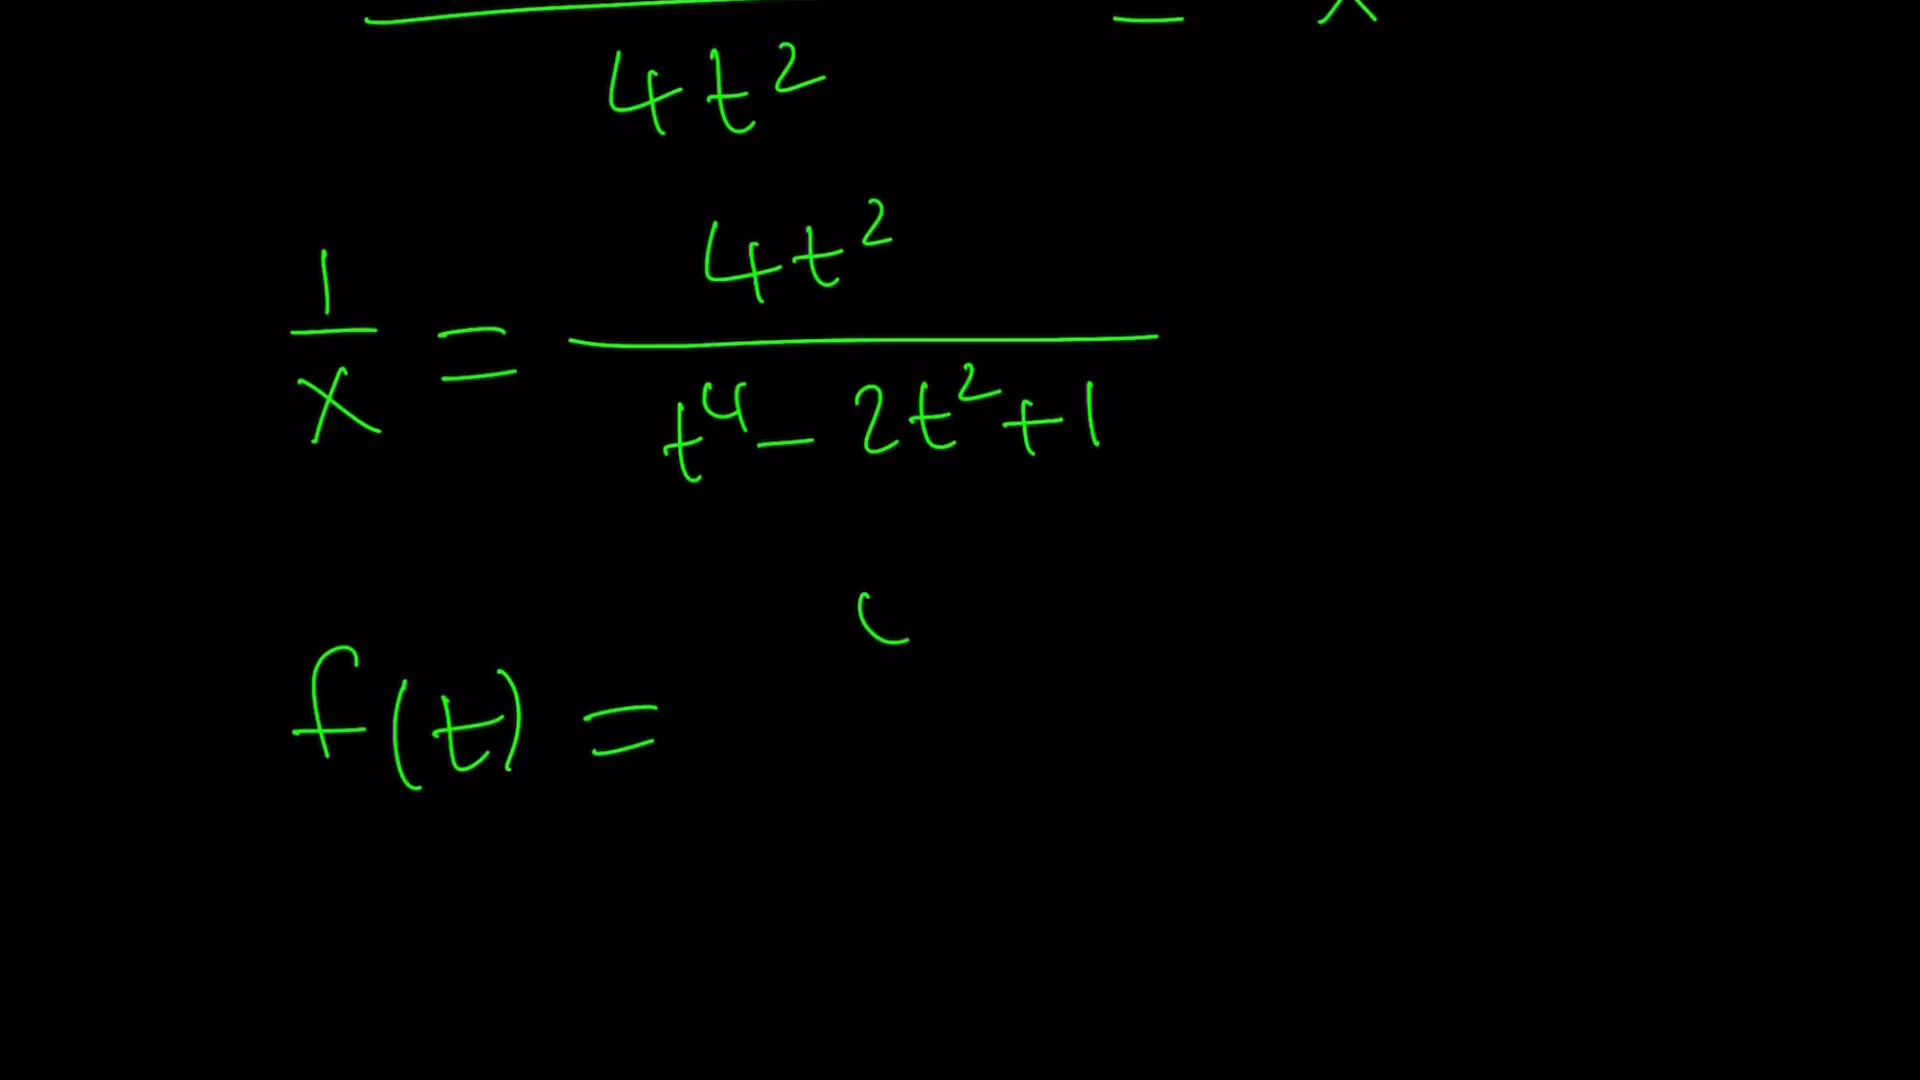 4t²
= x
1/x = 4t² / (t⁴ - 2t² + 1)
f(t) =